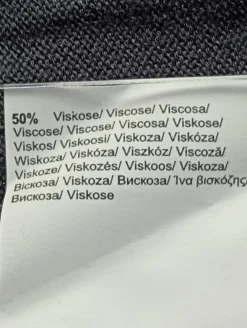 50% Viskose/ Viscose/ Viscosa/
Viscose/ Viscose/ Viscosa/ Viskose/
Viskos/ Viskoosi/ Viskoza/ Viskóza/
Wiskoza/ Viskóza/ Viszkóz/ Viscoză/
Viskoze/ Viskozės/ Viskoos/ Viskoza/
Віскоза/ Viskoza/ Вискоза/ Ίνα βισκόζης/
Вискоза/ Viskose